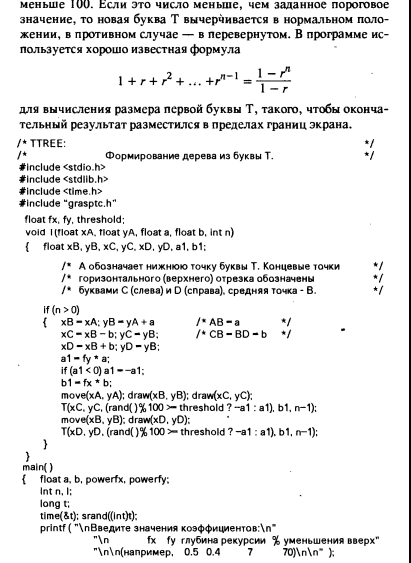 меньше 100. Если это число меньше, чем заданное пороговое
значение, то новая буква Т вычерчивается в нормальном поло-
жении, в противном случае — в перевернутом. В программе ис-
пользуется хорошо известная формула
1 + r + r² + ... + rⁿ⁻¹ = (1 − rⁿ) / (1 − r)
для вычисления размера первой буквы Т, такого, чтобы оконча-
тельный результат разместился в пределах границ экрана.
/* TTREE: */
/* Формирование дерева из буквы Т. */
#include <stdio.h>
#include <stdlib.h>
#include <time.h>
#include "grasptc.h"
float fx, fy, threshold;
void l(float xA, float yA, float a, float b, int n)
{ float xB, yB, xC, yC, xD, yD, a1, b1;
/* А обозначает нижнюю точку буквы Т. Концевые точки */
/* горизонтального (верхнего) отрезка обозначены */
/* буквами С (слева) и D (справа), средняя точка - В. */
if (n > 0)
{ xB = xA; yB = yA + a /* AB = a */
xC = xB − b; yC = yB; /* CB = BD = b */
xD = xB + b; yD = yB;
a1 = fy * a;
if (a1 < 0) a1 = −a1;
b1 = fx * b;
move(xA, yA); draw(xB, yB); draw(xC, yC);
T(xC, yC, (rand( )% 100 >= threshold ? −a1 : a1), b1, n−1);
move(xB, yB); draw(xD, yD);
T(xD, yD, (rand( )% 100 >= threshold ? −a1 : a1), b1, n−1);
}
}
main( )
{ float a, b, powerfx, powerfy;
int n, l;
long t;
time(&t); srand((int)t);
printf ( "\nВведите значения коэффициентов:\n"
"\n fx fy глубина рекурсии % уменьшения вверх"
"\n\n(например, 0.5 0.4 7 70)\n\n" );